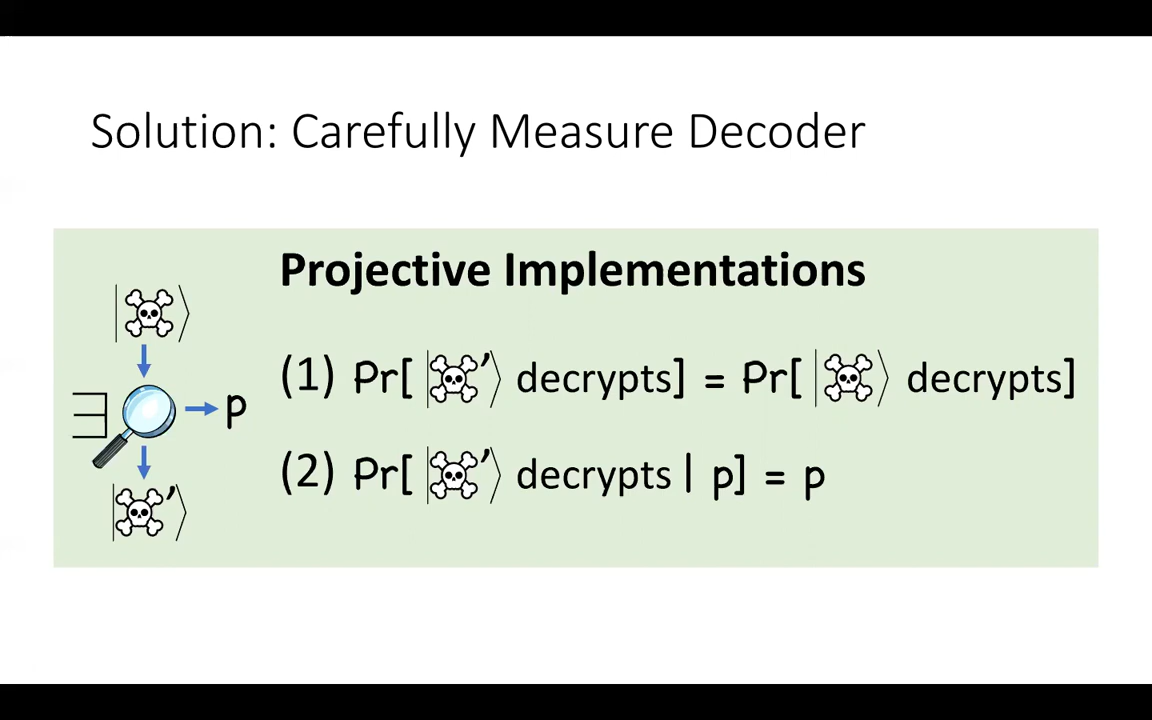 Solution: Carefully Measure Decoder
Projective Implementations
(1) Pr[ | ’⟩ decrypts] = Pr[ | ⟩ decrypts]
∃ → p
(2) Pr[ | ’⟩ decrypts | p] = p